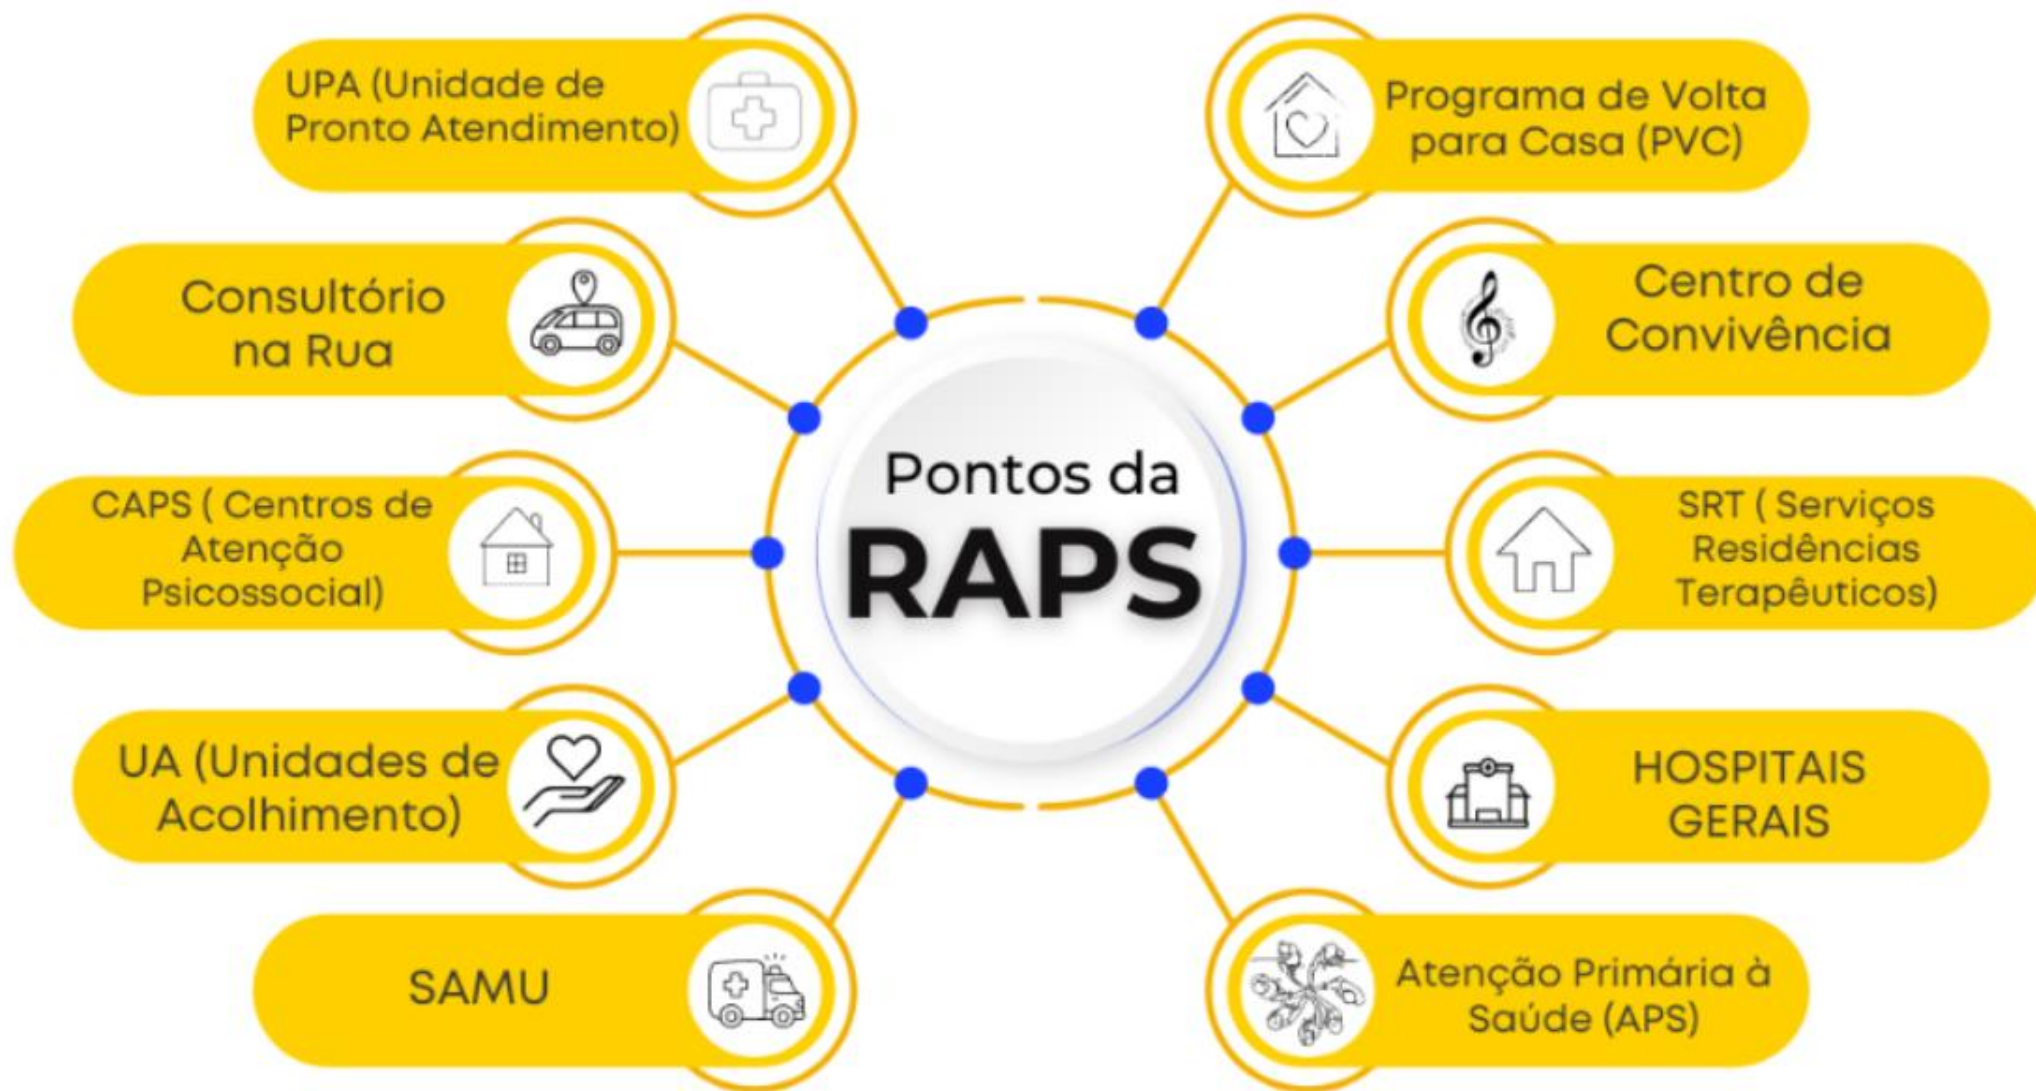 UPA (Unidade de
Pronto Atendimento)
Consultório
na Rua
CAPS ( Centros de
Atenção
Psicossocial)
UA (Unidades de
Acolhimento)
SAMU
Pontos da
RAPS
Programa de Volta
para Casa (PVC)
Centro de
Convivência
SRT ( Serviços
Residências
Terapêuticos)
HOSPITAIS
GERAIS
Atenção Primária à
Saúde (APS)